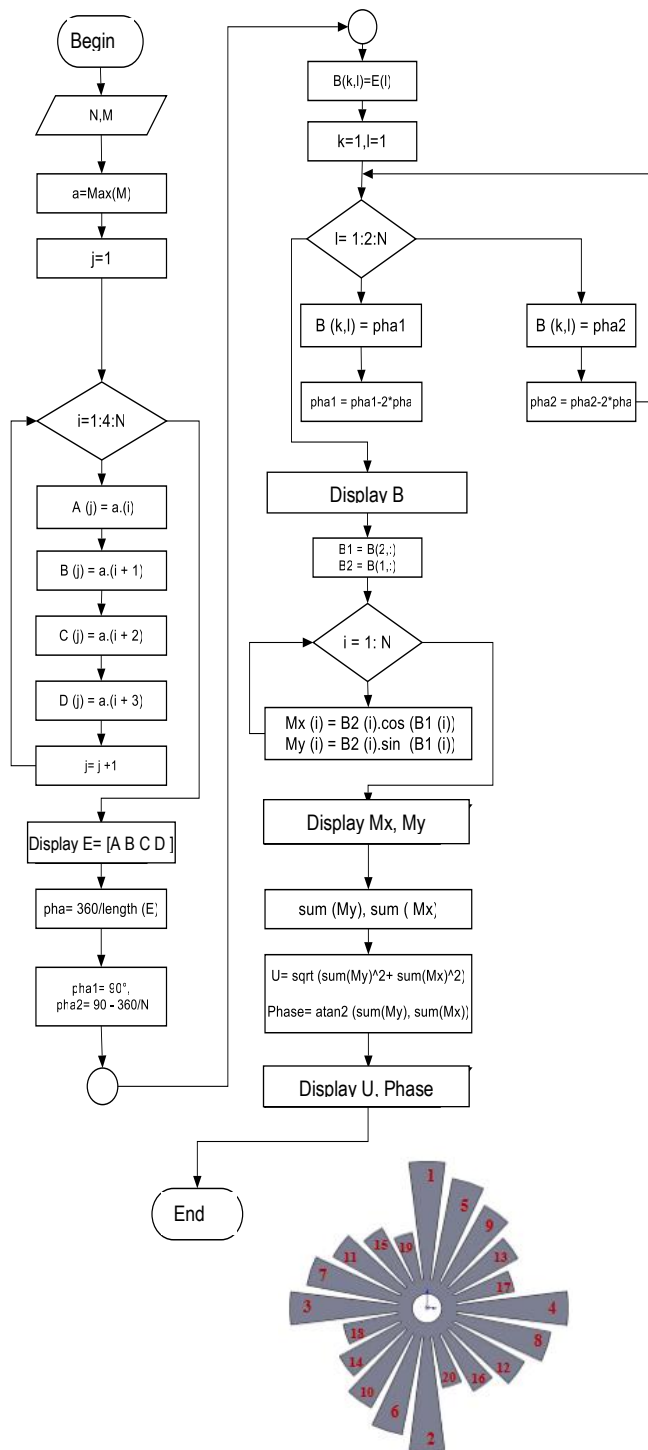 Begin
N,M
a=Max(M)
j=1
i=1:4:N
A (j) = a.(i)
B (j) = a.(i + 1)
C (j) = a.(i + 2)
D (j) = a.(i + 3)
j= j +1
Display E= [A B C D ]
pha= 360/length (E)
pha1= 90°,
pha2= 90 - 360/N
B(k,l)=E(l)
k=1,l=1
l= 1:2:N
B (k,l) = pha1
pha1 = pha1-2*pha
B (k,l) = pha2
pha2 = pha2-2*pha
Display B
B1 = B(2,:)
B2 = B(1,:)
i = 1: N
Mx (i) = B2 (i).cos (B1 (i))
My (i) = B2 (i).sin (B1 (i))
Display Mx, My
sum (My), sum ( Mx)
U= sqrt (sum(My)^2+ sum(Mx)^2)
Phase= atan2 (sum(My), sum(Mx))
Display U, Phase
End
1
5
9
13
17
4
8
12
16
20
2
6
10
14
18
3
7
11
15
19